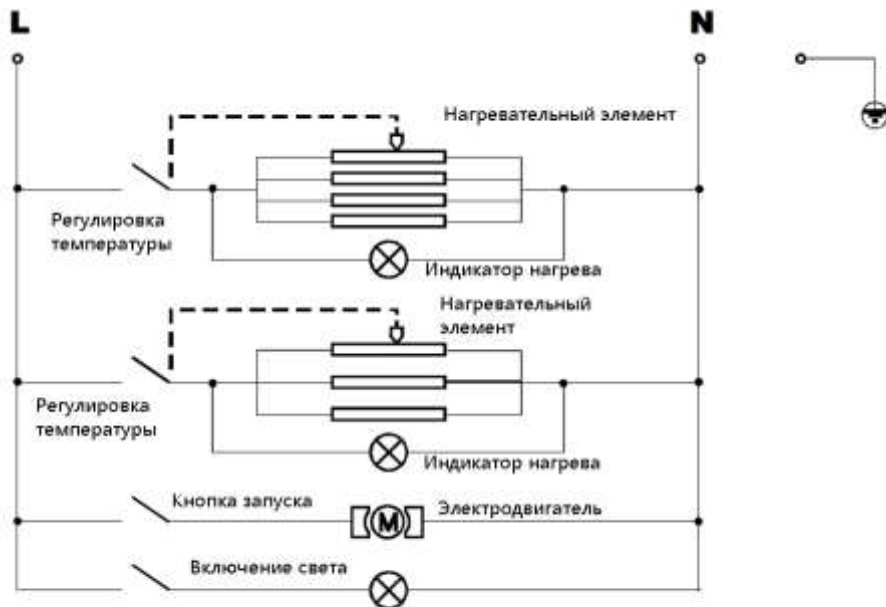 L
N
Нагревательный элемент
Регулировка
температуры
Индикатор нагрева
Нагревательный
элемент
Регулировка
температуры
Индикатор нагрева
Кнопка запуска
M
Электродвигатель
Включение света